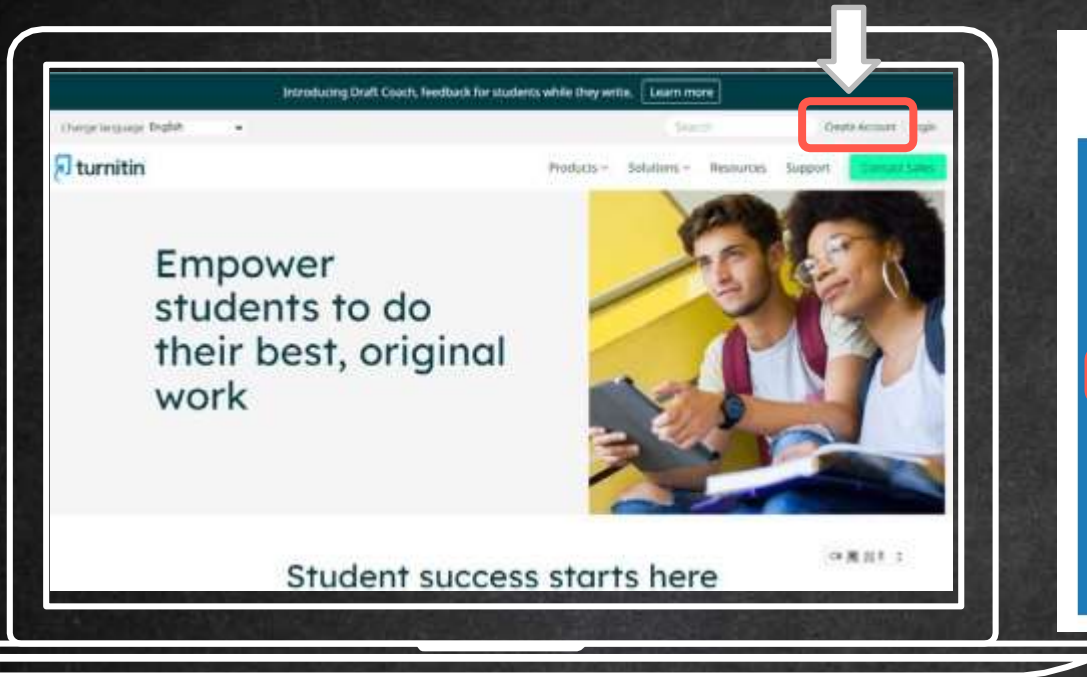 Introducing Draft Coach, feedback for students while they write. Learn more
Change language English
Search Create Account Login
turnitin
Products Solutions Resources Support Contact Sales
Empower
students to do
their best, original
work
Student success starts here